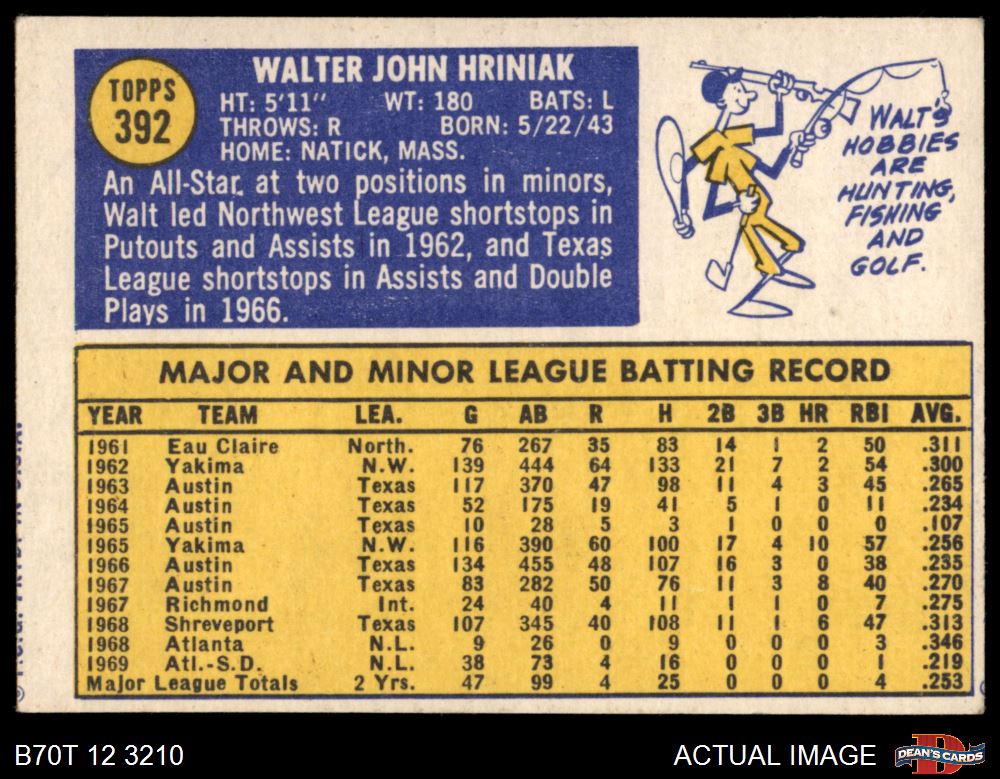 TOPPS
392
WALTER JOHN HRINIAK
HT: 5'11" WT: 180 BATS: L
THROWS: R BORN: 5/22/43
HOME: NATICK, MASS.
An All-Star. at two positions in minors,
Walt led Northwest League shortstops in
Putouts and Assists in 1962, and Texas
League shortstops in Assists and Double
Plays in 1966.
WALT'S
HOBBIES
ARE
HUNTING,
FISHING
AND
GOLF.
MAJOR AND MINOR LEAGUE BATTING RECORD
YEAR TEAM LEA. G AB R H 2B 3B HR RBI AVG.
1961 Eau Claire North. 76 267 35 83 14 1 2 50 .311
1962 Yakima N.W. 139 444 64 133 21 7 2 54 .300
1963 Austin Texas 117 370 47 98 11 4 3 45 .265
1964 Austin Texas 52 175 19 41 5 1 0 11 .234
1965 Austin Texas 10 28 5 3 1 0 0 0 .107
1965 Yakima N.W. 116 390 60 100 17 4 10 57 .256
1966 Austin Texas 134 455 48 107 16 3 0 38 .235
1967 Austin Texas 83 282 50 76 11 3 8 40 .270
1967 Richmond Int. 24 40 4 11 1 1 0 7 .275
1968 Shreveport Texas 107 345 40 108 11 1 6 47 .313
1968 Atlanta N.L. 9 26 0 9 0 0 0 3 .346
1969 Atl.-S.D. N.L. 38 73 4 16 0 0 0 1 .219
Major League Totals 2 Yrs. 47 99 4 25 0 0 0 4 .253
B70T 12 3210
ACTUAL IMAGE
DEAN'S CARDS